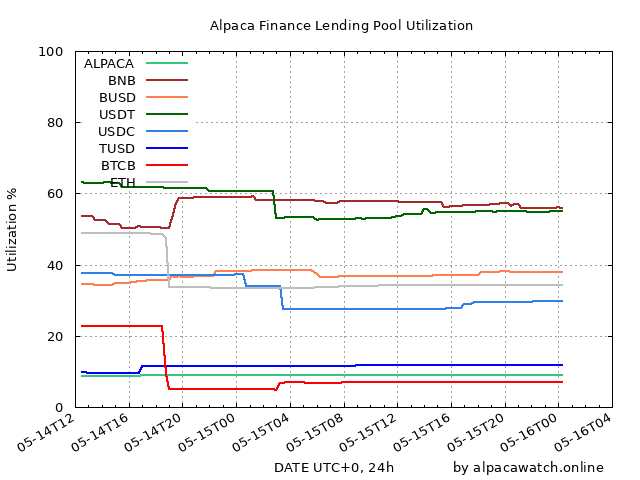 Alpaca Finance Lending Pool Utilization
100
80
60
40
20
0
Utilization %
ALPACA
BNB
BUSD
USDT
USDC
TUSD
BTCB
ETH
05-14T12
05-14T16
05-14T20
05-15T00
05-15T04
05-15T08
05-15T12
05-15T16
05-15T20
05-16T00
05-16T04
DATE UTC+0, 24h
by alpacawatch.online